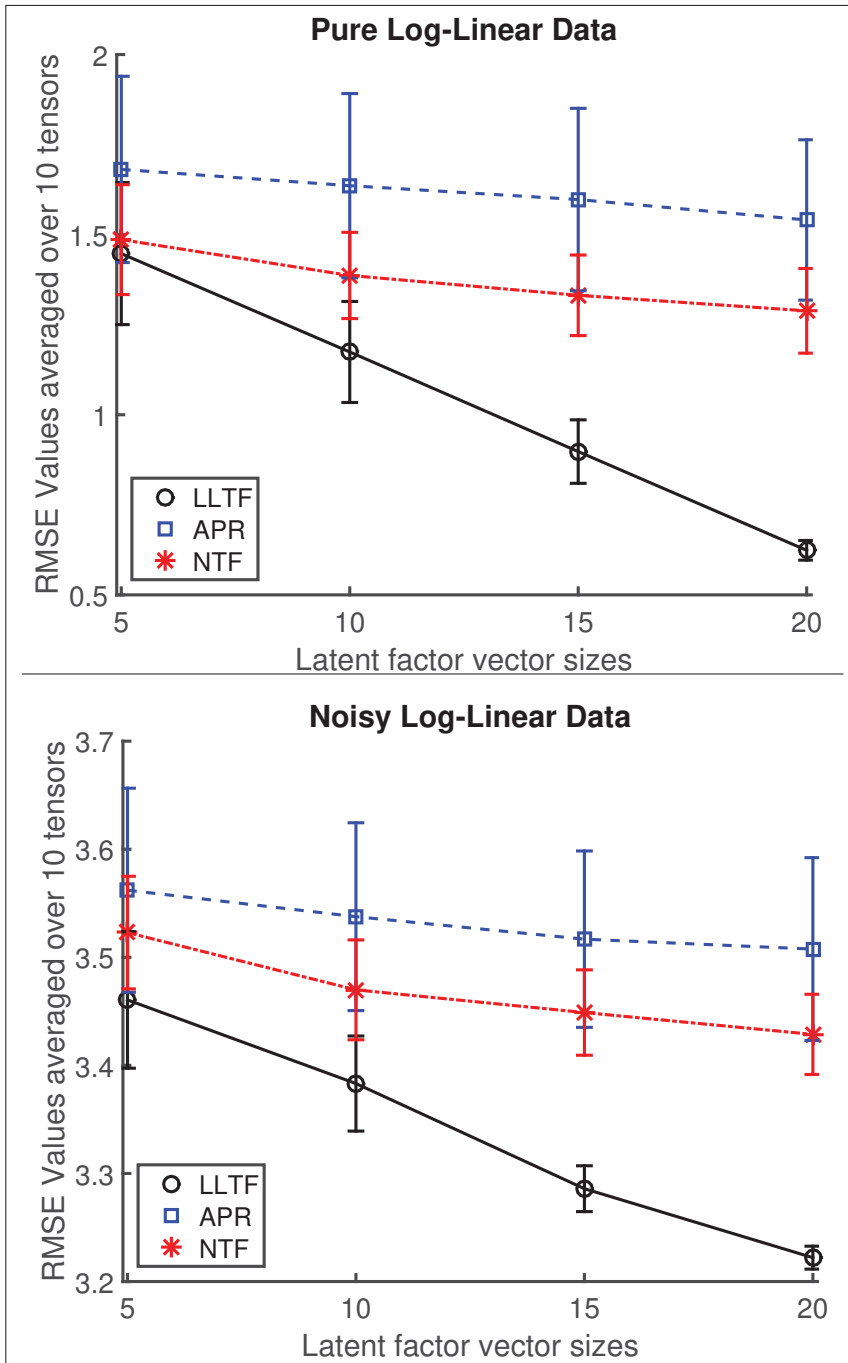 Pure Log-Linear Data
RMSE Values averaged over 10 tensors
2
1.5
1
0.5
LLTF
APR
NTF
5 10 15 20
Latent factor vector sizes
Noisy Log-Linear Data
RMSE Values averaged over 10 tensors
3.7
3.6
3.5
3.4
3.3
3.2
LLTF
APR
NTF
5 10 15 20
Latent factor vector sizes